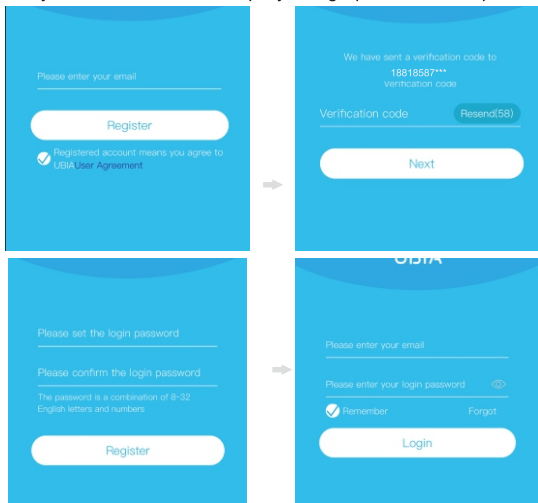 Please enter your email
Register
Registered account means you agree to
UBIAUser Agreement
We have sent a verification code to
18818587***
Verification code
Verification code
Resend(58)
Next
Please set the login password
Please confirm the login password
The password is a combination of 8-32
English letters and numbers
Register
UBIA
Please enter your email
Please enter your login password
Remember
Forgot
Login